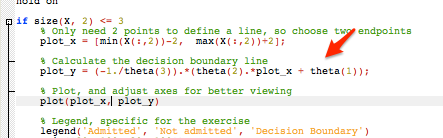 hold on
if size(X, 2) <= 3
% Only need 2 points to define a line, so choose two endpoints
plot_x = [min(X(:,2))-2, max(X(:,2))+2];
% Calculate the decision boundary line
plot_y = (-1./theta(3)).*(theta(2).*plot_x + theta(1));
% Plot, and adjust axes for better viewing
plot(plot_x, plot_y)
% Legend, specific for the exercise
legend('Admitted', 'Not admitted', 'Decision Boundary')